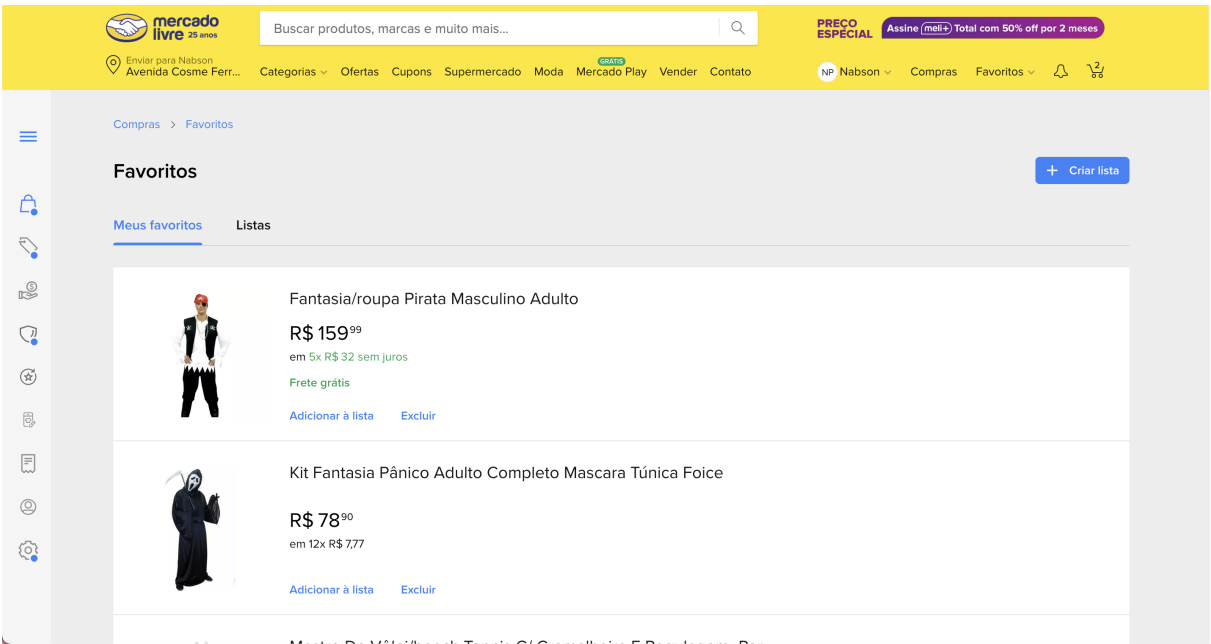 mercado
livre 25 anos
Buscar produtos, marcas e muito mais...
PREÇO
ESPECIAL
Assine meli+ Total com 50% off por 2 meses
Enviar para Nabson
Avenida Cosme Ferr...
Categorias
Ofertas
Cupons
Supermercado
Moda
GRÁTIS
Mercado Play
Vender
Contato
NP Nabson
Compras
Favoritos
2
Compras > Favoritos
Favoritos
+ Criar lista
Meus favoritos
Listas
Fantasia/roupa Pirata Masculino Adulto
R$ 159 99
em 5x R$ 32 sem juros
Frete grátis
Adicionar à lista
Excluir
Kit Fantasia Pânico Adulto Completo Mascara Túnica Foice
R$ 78 90
em 12x R$ 7,77
Adicionar à lista
Excluir